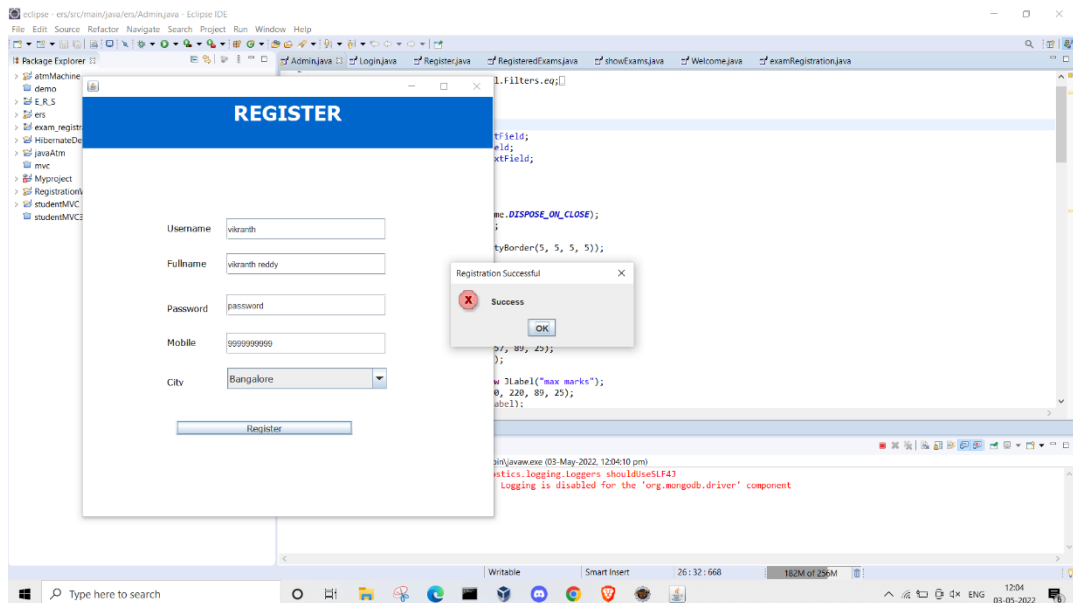 eclipse - ers/src/main/java/ers/Admin.java - Eclipse IDE
File Edit Source Refactor Navigate Search Project Run Window Help
Package Explorer
Admin.java Login.java Register.java RegisteredExams.java showExams.java Welcome.java examRegistration.java
atmMachine
demo
E_R_S
ers
exam_registr
HibernateDe
javaAtm
mvc
Myproject
Registration
studentMVC
studentMVC3
REGISTER
Username vikranth
Fullname vikranth reddy
Password password
Mobile 9999999999
City Bangalore
Register
l.Filters.eq;
tField;
eld;
xtField;
me.DISPOSE_ON_CLOSE);
;
tyBorder(5, 5, 5, 5));
Registration Successful
Success
OK
57, 89, 25);
);
w JLabel("max marks");
0, 220, 89, 25);
abel);
bin\javaw.exe (03-May-2022, 12:04:10 pm)
stics.logging.Loggers shouldUseSLF4J
Logging is disabled for the 'org.mongodb.driver' component
Writable Smart Insert 26 : 32 : 668 182M of 256M
Type here to search
ENG 12:04
03-05-2022
6